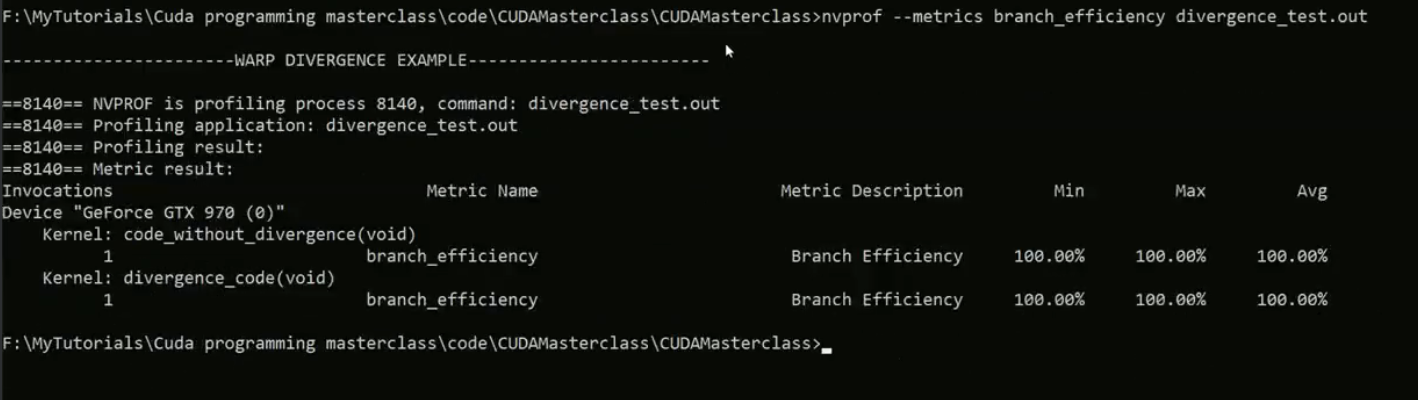 F:\MyTutorials\Cuda programming masterclass\code\CUDAMasterclass\CUDAMasterclass>nvprof --metrics branch_efficiency divergence_test.out
-----------------------WARP DIVERGENCE EXAMPLE------------------------
==8140== NVPROF is profiling process 8140, command: divergence_test.out
==8140== Profiling application: divergence_test.out
==8140== Profiling result:
==8140== Metric result:
Invocations Metric Name Metric Description Min Max Avg
Device "GeForce GTX 970 (0)"
Kernel: code_without_divergence(void)
1 branch_efficiency Branch Efficiency 100.00% 100.00% 100.00%
Kernel: divergence_code(void)
1 branch_efficiency Branch Efficiency 100.00% 100.00% 100.00%
F:\MyTutorials\Cuda programming masterclass\code\CUDAMasterclass\CUDAMasterclass>